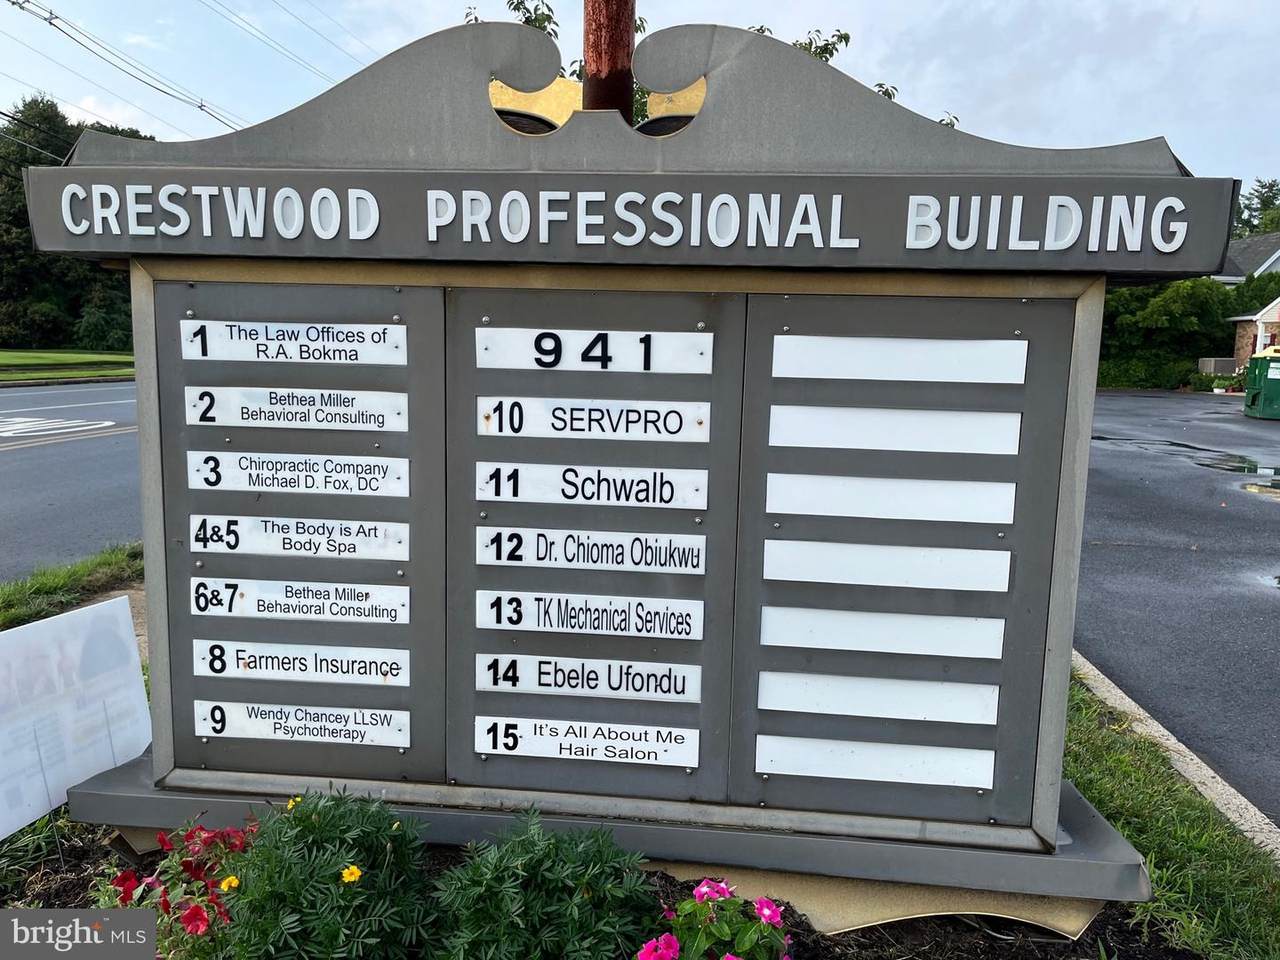 CRESTWOOD PROFESSIONAL BUILDING
1 The Law Offices of
R.A. Bokma
2 Bethea Miller
Behavioral Consulting
3 Chiropractic Company
Michael D. Fox, DC
4&5 The Body is Art
Body Spa
6&7 Bethea Miller
Behavioral Consulting
8 Farmers Insurance
9 Wendy Chancey LLSW
Psychotherapy
941
10 SERVPRO
11 Schwalb
12 Dr. Chioma Obiukwu
13 TK Mechanical Services
14 Ebele Ufondu
15 It's All About Me
Hair Salon
bright MLS